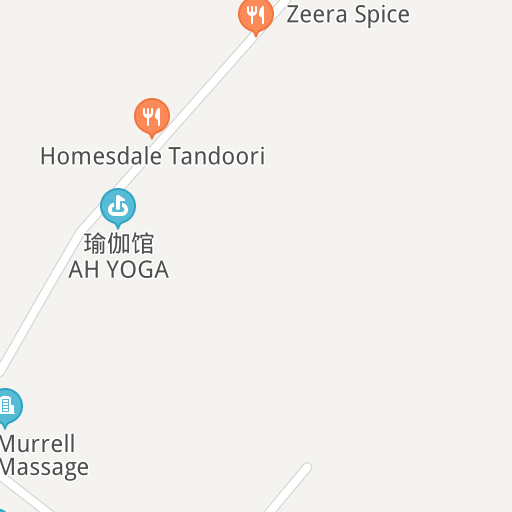 Zeera Spice
Homesdale Tandoori
瑜伽馆
AH YOGA
Murrell
Massage